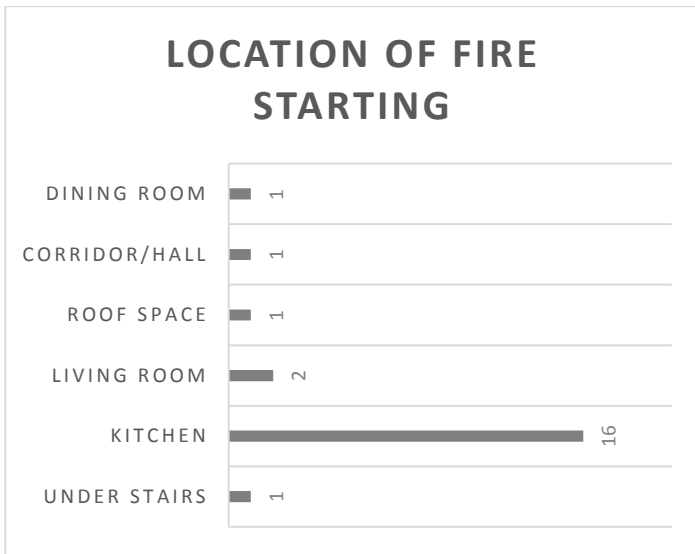 LOCATION OF FIRE
STARTING
DINING ROOM 1
CORRIDOR/HALL 1
ROOF SPACE 1
LIVING ROOM 2
KITCHEN 16
UNDER STAIRS 1